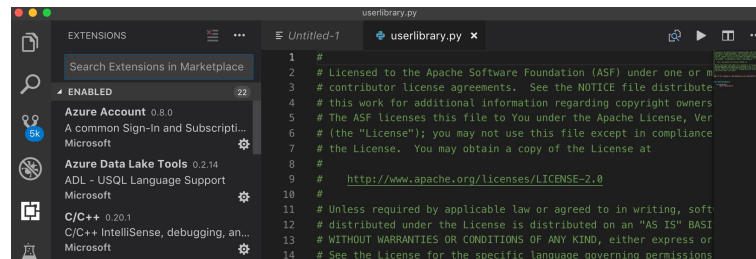 userlibrary.py
EXTENSIONS
Search Extensions in Marketplace
ENABLED 22
Azure Account 0.8.0
A common Sign-In and Subscripti...
Microsoft
Azure Data Lake Tools 0.2.14
ADL - USQL Language Support
Microsoft
C/C++ 0.20.1
C/C++ IntelliSense, debugging, an...
Microsoft
5k
Untitled-1 userlibrary.py
1 #
2 # Licensed to the Apache Software Foundation (ASF) under one or m
3 # contributor license agreements.  See the NOTICE file distribute
4 # this work for additional information regarding copyright owners
5 # The ASF licenses this file to You under the Apache License, Ver
6 # (the "License"); you may not use this file except in compliance
7 # the License.  You may obtain a copy of the License at
8 #
9 #    http://www.apache.org/licenses/LICENSE-2.0
10 #
11 # Unless required by applicable law or agreed to in writing, soft
12 # distributed under the License is distributed on an "AS IS" BASI
13 # WITHOUT WARRANTIES OR CONDITIONS OF ANY KIND, either express or
14 # See the License for the specific language governing permissions